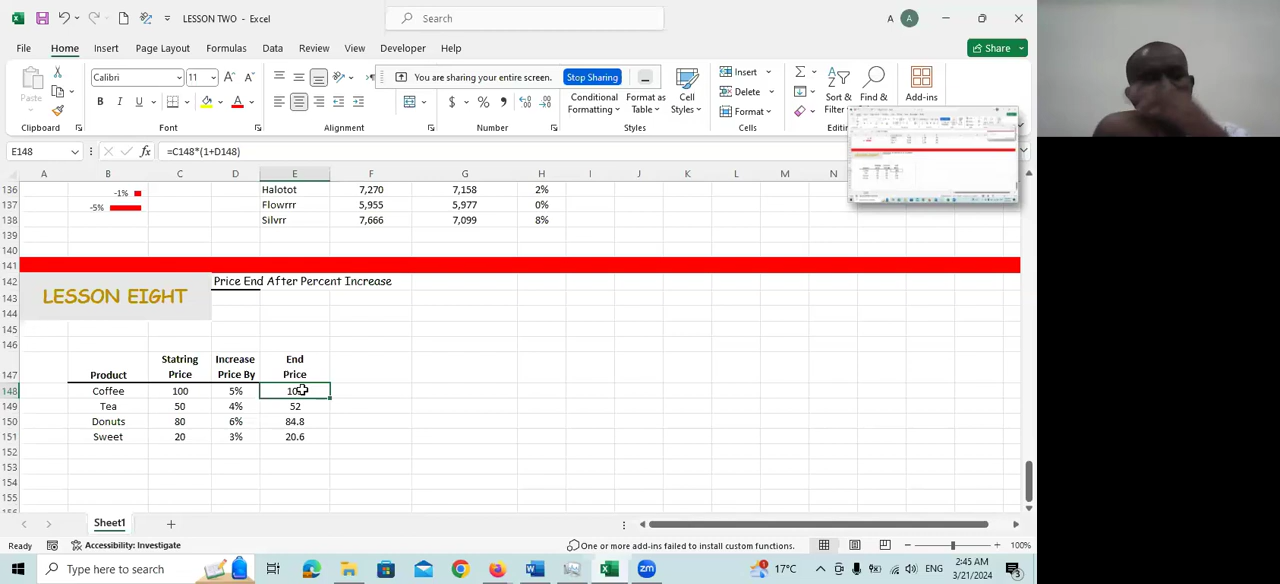 LESSON TWO - Excel
Search
A
A
File Home Insert Page Layout Formulas Data Review View Developer Help
Share
Paste
Calibri 11
You are sharing your entire screen. Stop Sharing
Conditional Formatting
Format as Table
Cell Styles
Insert
Delete
Format
Sort & Filter
Find &
Add-ins
Clipboard Font Alignment Number Styles Cells
E148 =C148*(1+D148)
A B C D E F G H I J K L M N
136 -1% Halotot 7,270 7,158 2%
137 -5% Flowrrr 5,955 5,977 0%
138 Silvrr 7,666 7,099 8%
139
140
141
142 Price End After Percent Increase
143 LESSON EIGHT
144
145
146
147 Product Statring Price Increase Price By End Price
148 Coffee 100 5%
149 Tea 50 4% 52
150 Donuts 80 6% 84.8
151 Sweet 20 3% 20.6
152
153
154
155
Sheet1
Ready Accessibility: Investigate One or more add-ins failed to install custom functions. 100%
Type here to search 17°C ENG 2:45 AM 3/21/2024